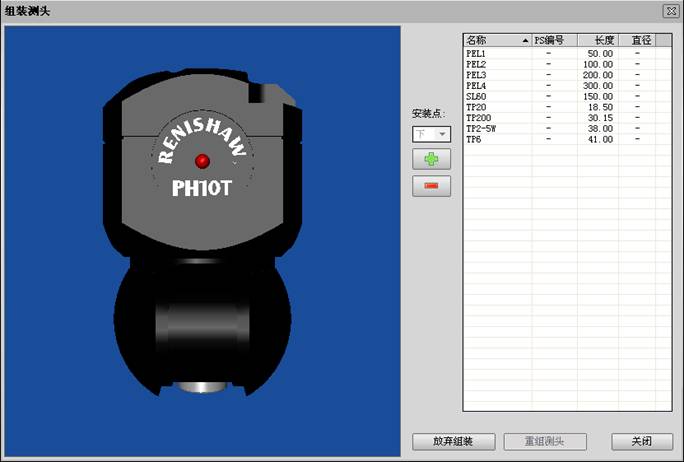 组装测头
RENISHAW
PH10T
安装点:
下
名称 PS编号 长度 直径
PEL1 - 50.00 -
PEL2 - 100.00 -
PEL3 - 200.00 -
PEL4 - 300.00 -
SL60 - 150.00 -
TP20 - 18.50 -
TP200 - 30.15 -
TP2-5W - 38.00 -
TP6 - 41.00 -
放弃组装 重组测头 关闭